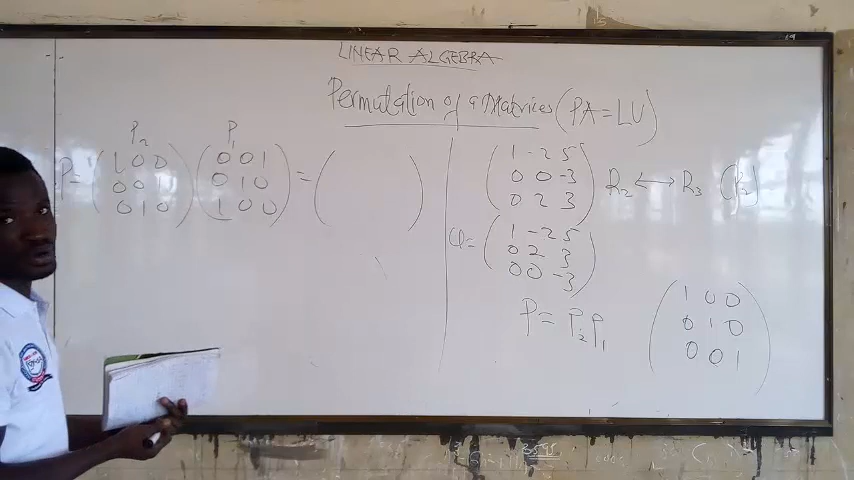 LINEAR ALGEBRA
Permutation of a Matrices (PA = LU)
P2 P1
P = (1 0 0) (0 0 1) = ( )
0 0 1 0 1 0
0 1 0 1 0 0
1 -2 5
0 0 -3 R2 ↔ R3 (P2)
0 2 3
U = (1 -2 5)
0 2 3
0 0 -3
P = P2 P1
1 0 0
0 1 0
0 0 1